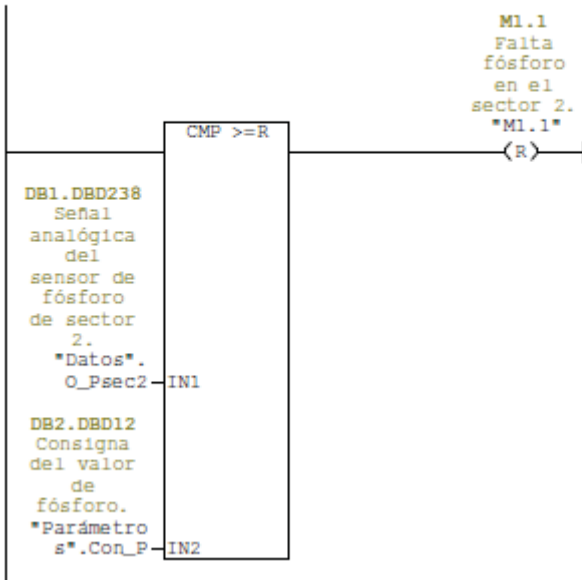 M1.1
Falta
fósforo
en el
sector 2.
"M1.1"
CMP >=R
(R)
DB1.DBD238
Señal
analógica
del
sensor de
fósforo
de sector
2.
"Datos".
O_Psec2
IN1
DB2.DBD12
Consigna
del valor
de
fósforo.
"Parámetro
s".Con_P
IN2